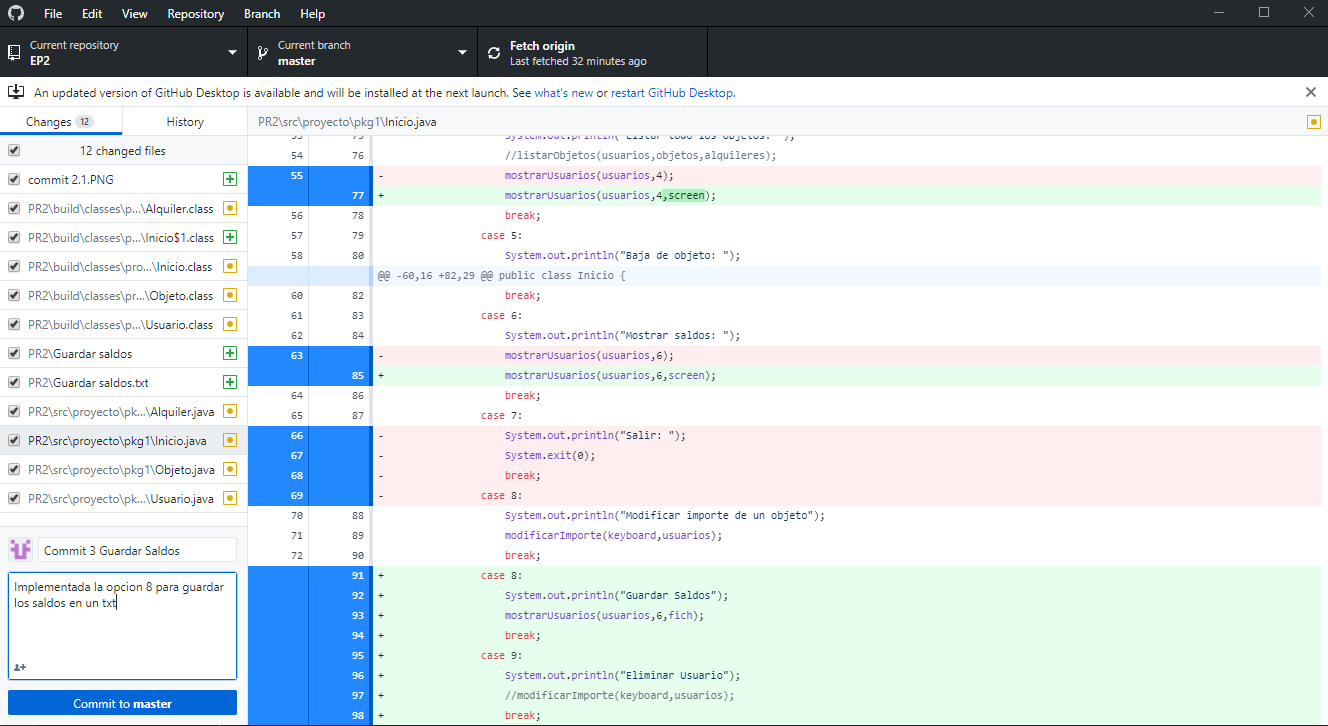 File Edit View Repository Branch Help
Current repository
EP2
Current branch
master
Fetch origin
Last fetched 32 minutes ago
An updated version of GitHub Desktop is available and will be installed at the next launch. See what's new or restart GitHub Desktop.
Changes 12
History
12 changed files
commit 2.1.PNG
PR2\build\classes\p...\Alquiler.class
PR2\build\classes\p...\Inicio$1.class
PR2\build\classes\pro...\Inicio.class
PR2\build\classes\pr...\Objeto.class
PR2\build\classes\p...\Usuario.class
PR2\Guardar saldos
PR2\Guardar saldos.txt
PR2\src\proyecto\pk...\Alquiler.java
PR2\src\proyecto\pkg1\Inicio.java
PR2\src\proyecto\pkg1\Objeto.java
PR2\src\proyecto\pk...\Usuario.java
Commit 3 Guardar Saldos
Implementada la opcion 8 para guardar
los saldos en un txt
Commit to master
PR2\src\proyecto\pkg1\Inicio.java
53 75 System.out.println("Listar todo los objetos: ");
54 76 //listarObjetos(usuarios,objetos,alquileres);
55 - mostrarUsuarios(usuarios,4);
77 + mostrarUsuarios(usuarios,4,screen);
56 78 break;
57 79 case 5:
58 80 System.out.println("Baja de objeto: ");
@@ -60,16 +82,29 @@ public class Inicio {
60 82 break;
61 83 case 6:
62 84 System.out.println("Mostrar saldos: ");
63 - mostrarUsuarios(usuarios,6);
85 + mostrarUsuarios(usuarios,6,screen);
64 86 break;
65 87 case 7:
66 - System.out.println("Salir: ");
67 - System.exit(0);
68 - break;
69 - case 8:
70 88 System.out.println("Modificar importe de un objeto");
71 89 modificarImporte(keyboard,usuarios);
72 90 break;
91 + case 8:
92 + System.out.println("Guardar Saldos");
93 + mostrarUsuarios(usuarios,6,fich);
94 + break;
95 + case 9:
96 + System.out.println("Eliminar Usuario");
97 + //modificarImporte(keyboard,usuarios);
98 + break;